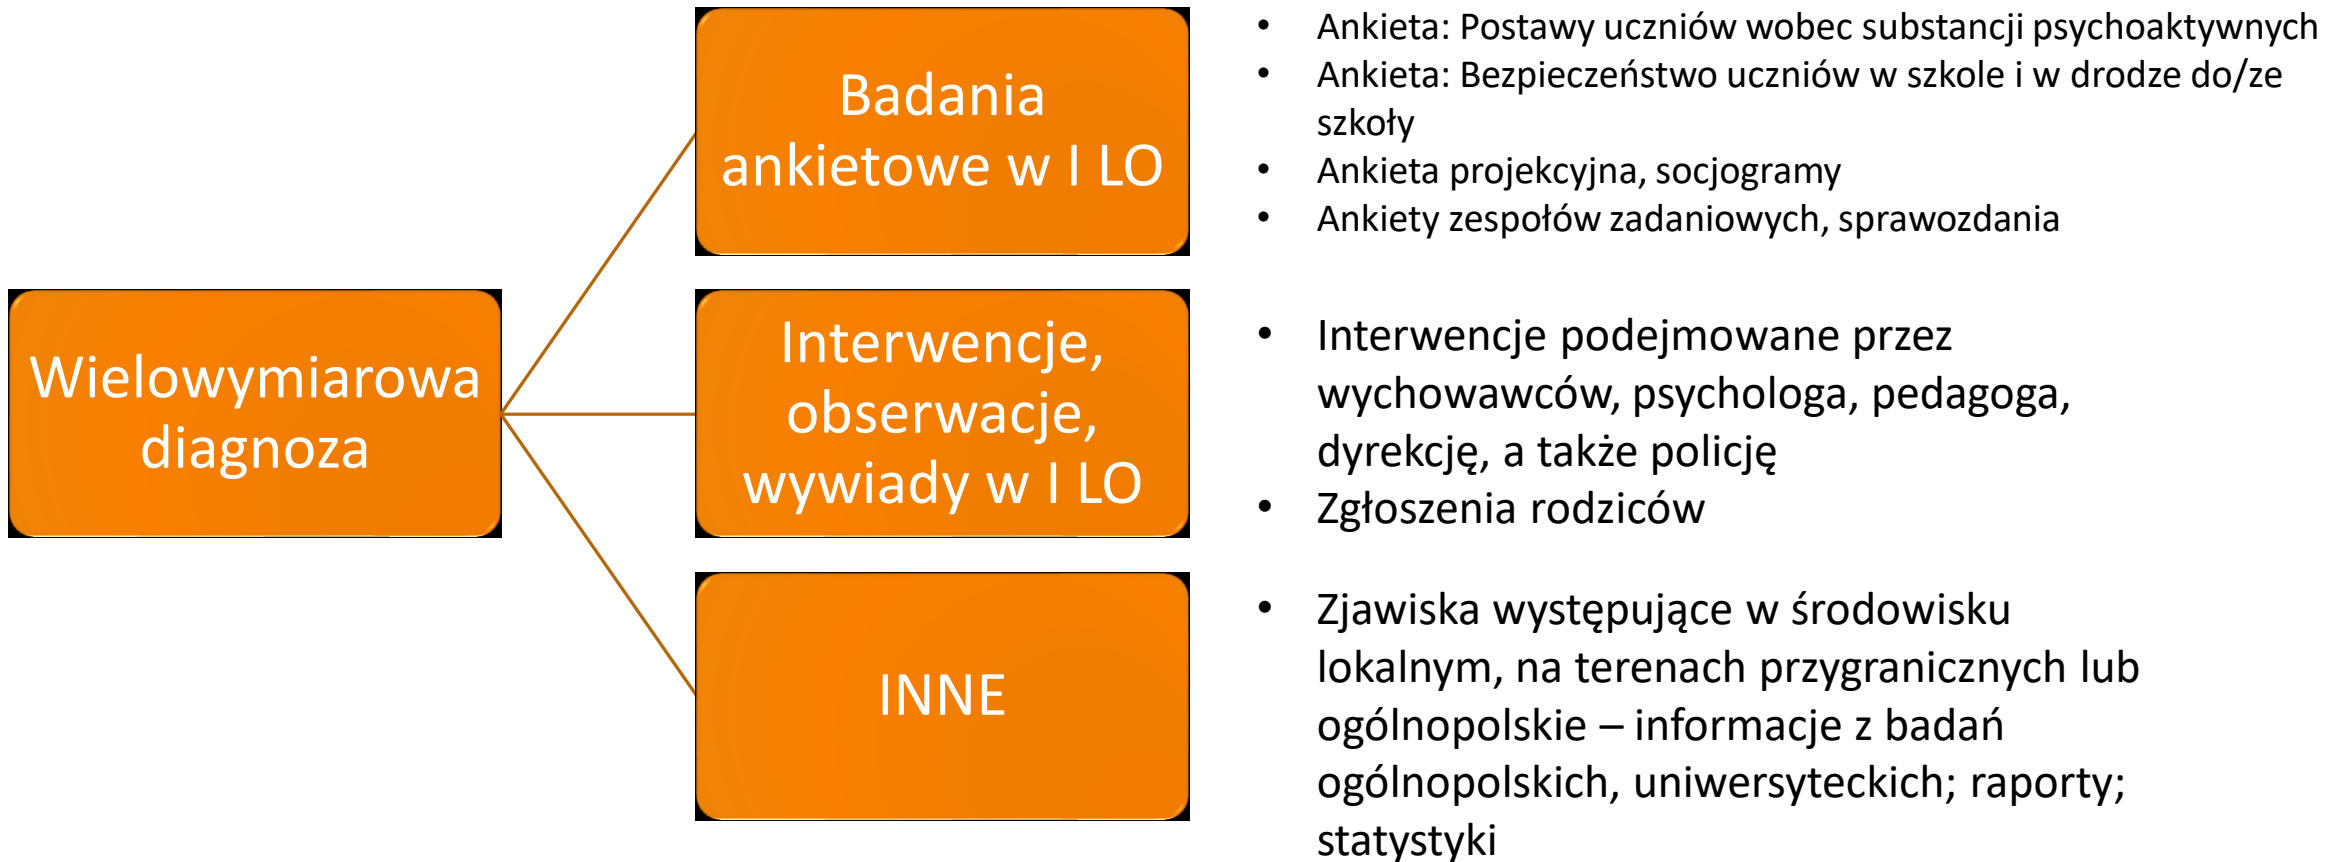 Wielowymiarowa
diagnoza
Badania
ankietowe w I LO
• Ankieta: Postawy uczniów wobec substancji psychoaktywnych
• Ankieta: Bezpieczeństwo uczniów w szkole i w drodze do/ze
szkoły
• Ankieta projekcyjna, socjogramy
• Ankiety zespołów zadaniowych, sprawozdania
Interwencje,
obserwacje,
wywiady w I LO
• Interwencje podejmowane przez
wychowawców, psychologa, pedagoga,
dyrekcję, a także policję
• Zgłoszenia rodziców
INNE
• Zjawiska występujące w środowisku
lokalnym, na terenach przygranicznych lub
ogólnopolskie – informacje z badań
ogólnopolskich, uniwersyteckich; raporty;
statystyki